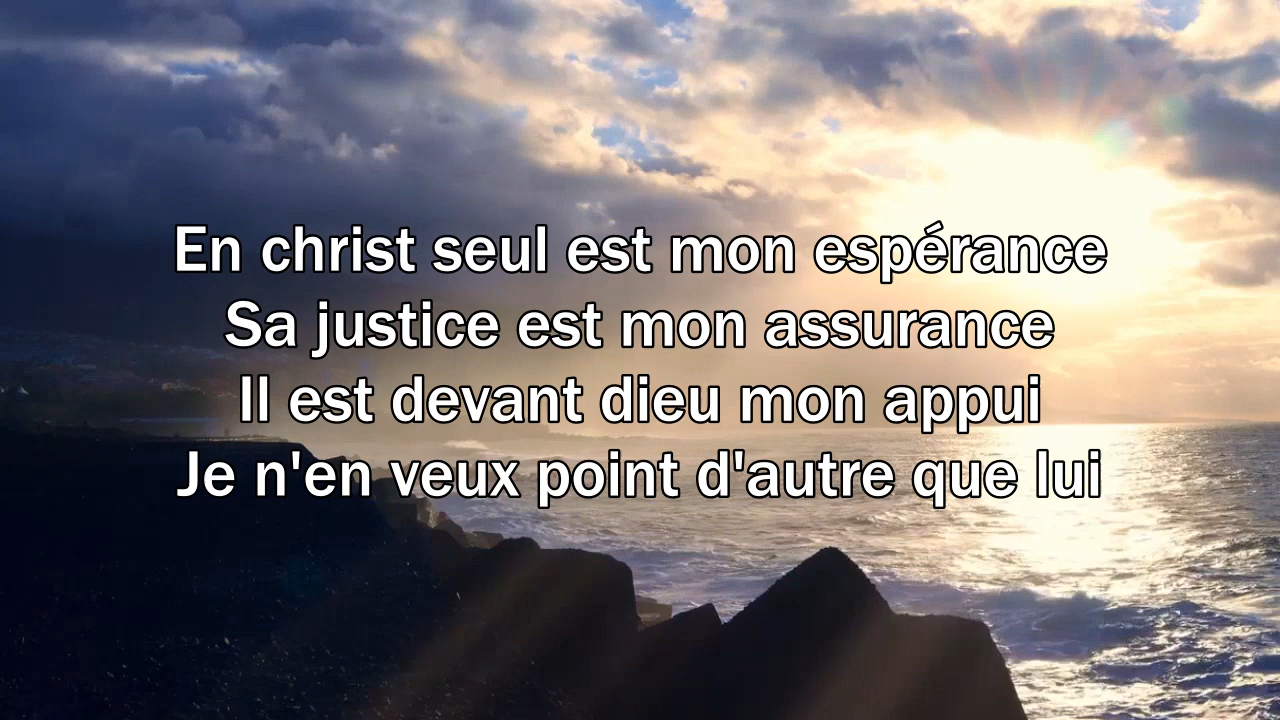 En christ seul est mon espérance
Sa justice est mon assurance
Il est devant dieu mon appui
Je n'en veux point d'autre que lui